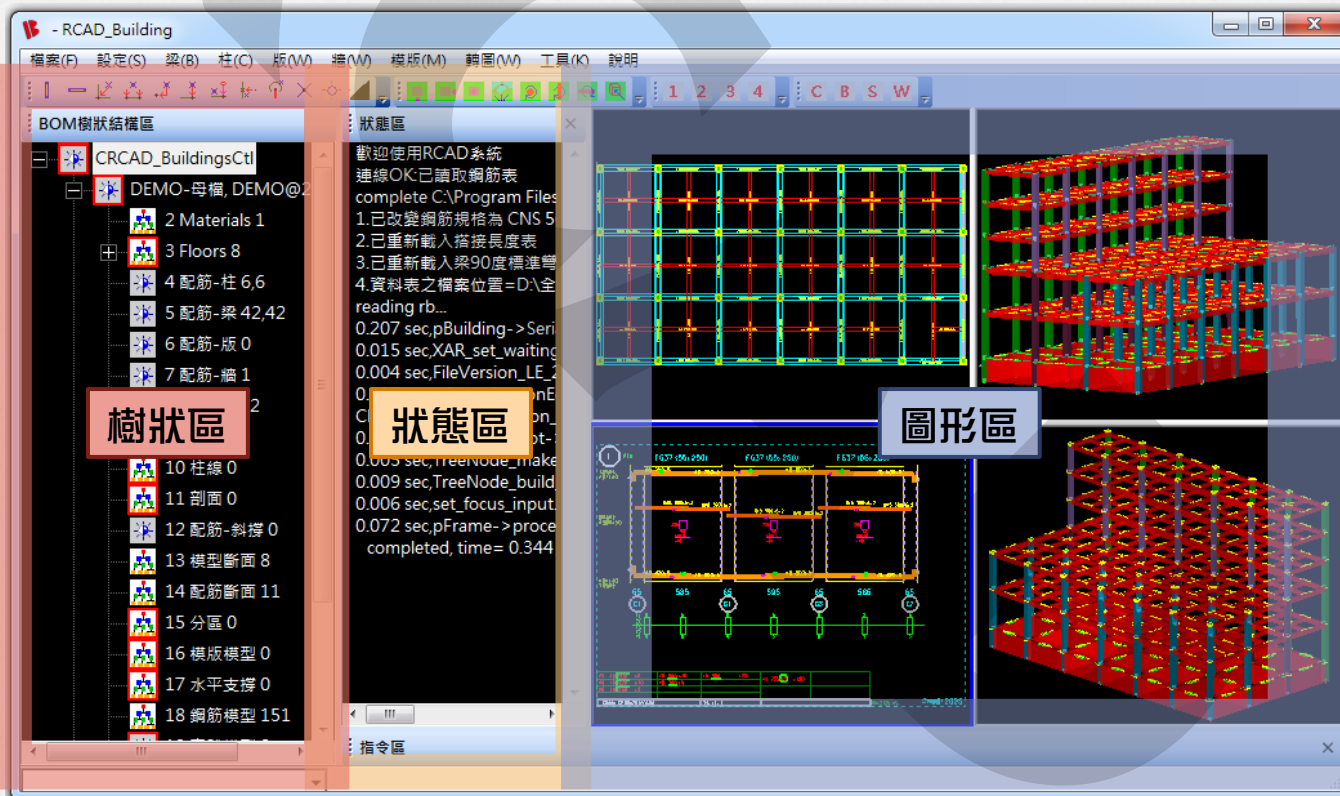 - RCAD_Building
檔案(F) 設定(S) 梁(B) 柱(C) 版(W) 牆(W) 模版(M) 轉圖(W) 工具(K) 說明
1 2 3 4 C B S W
BOM樹狀結構區
CRCAD_BuildingsCtl
DEMO-母檔, DEMO@2
2 Materials 1
3 Floors 8
4 配筋-柱 6,6
5 配筋-梁 42,42
6 配筋-版 0
7 配筋-牆 1
2
樹狀區
10 柱線 0
11 剖面 0
12 配筋-斜撐 0
13 模型斷面 8
14 配筋斷面 11
15 分區 0
16 模版模型 0
17 水平支撐 0
18 鋼筋模型 151
狀態區
歡迎使用RCAD系統
連線OK:已讀取鋼筋表
complete C:\Program Files
1.已改變鋼筋規格為 CNS 5
2.已重新載入搭接長度表
3.已重新載入梁90度標準彎
4.資料表之檔案位置=D:\全
reading rb...
0.207 sec,pBuilding->Seri
0.015 sec,XAR_set_waiting
0.004 sec,FileVersion_LE_2
狀態區
0.005 sec,TreeNode_make
0.009 sec,TreeNode_build_
0.006 sec,set_focus_input.
0.072 sec,pFrame->proce
completed, time= 0.344
指令區
圖形區
65 505 65 505 65 506 65